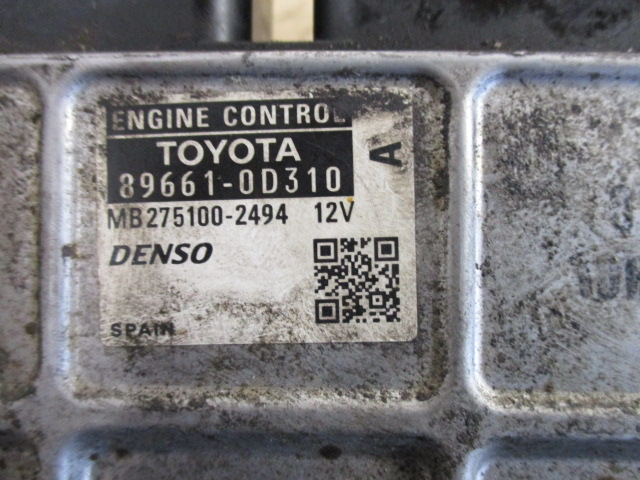 ENGINE CONTROL
TOYOTA
89661-0D310
A
MB275100-2494 12V
DENSO
SPAIN